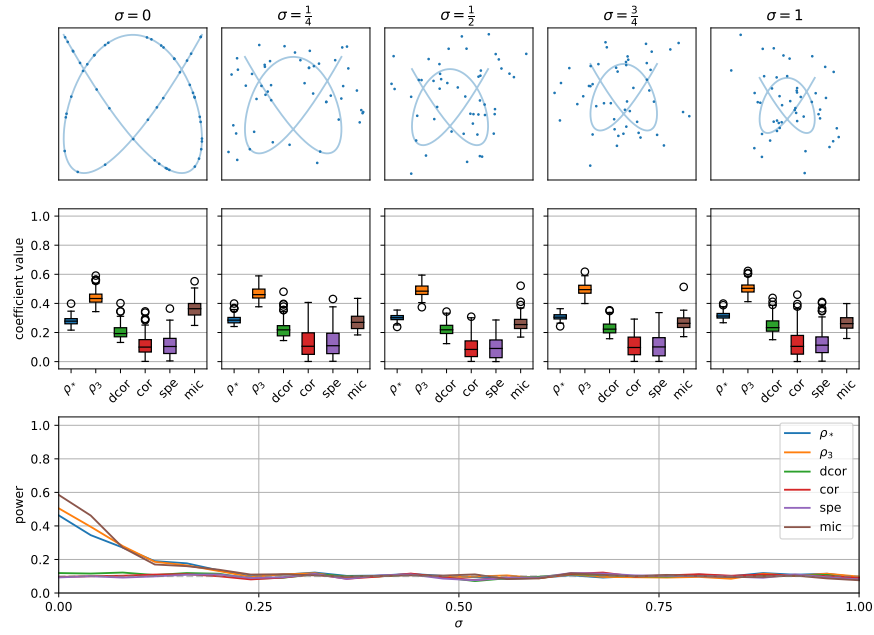 σ = 0
σ = 1/4
σ = 1/2
σ = 3/4
σ = 1
coefficient value
1.0
0.8
0.6
0.4
0.2
0.0
ρ* ρ3 dcor cor spe mic
ρ* ρ3 dcor cor spe mic
ρ* ρ3 dcor cor spe mic
ρ* ρ3 dcor cor spe mic
ρ* ρ3 dcor cor spe mic
power
1.0
0.8
0.6
0.4
0.2
0.0
ρ*
ρ3
dcor
cor
spe
mic
0.00 0.25 0.50 0.75 1.00
σ